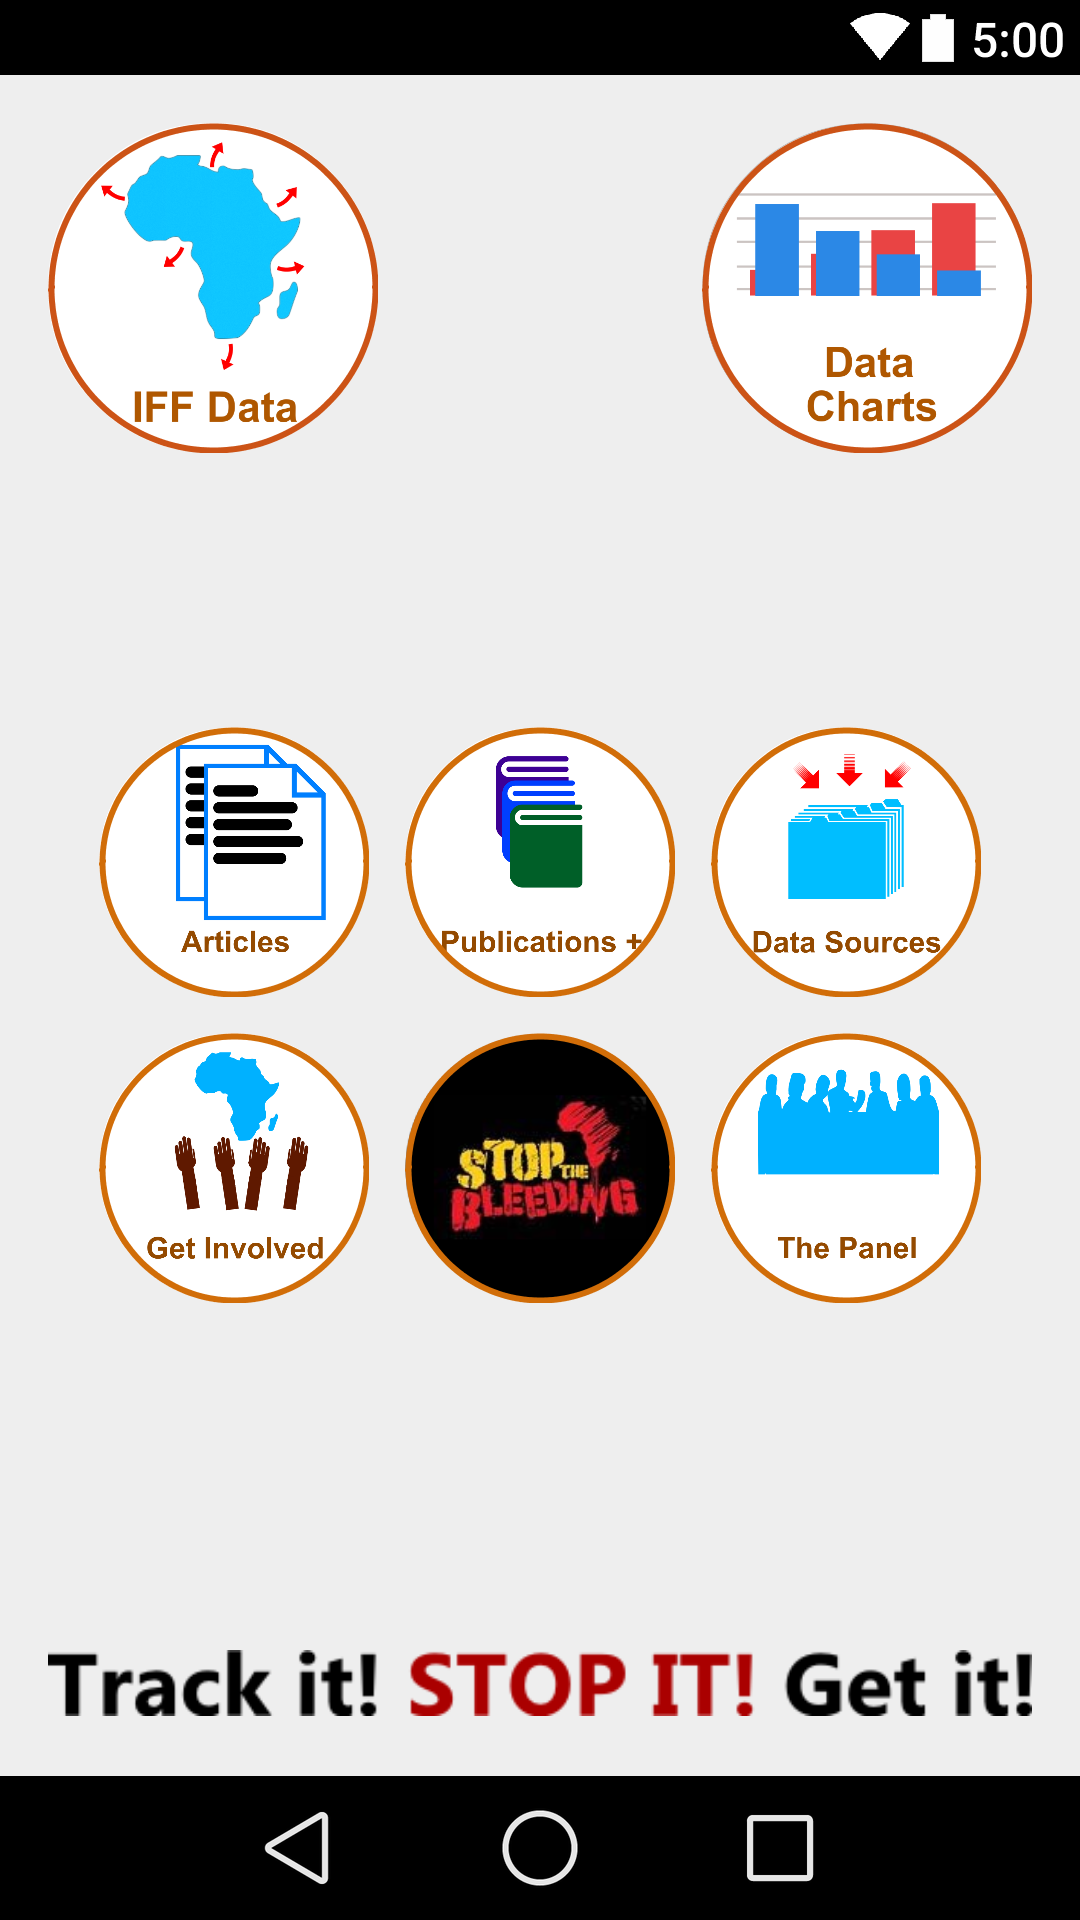 5:00
IFF Data
Data
Charts
Articles
Publications +
Data Sources
Get Involved
STOP THE
BLEEDING
The Panel
Track it! STOP IT! Get it!